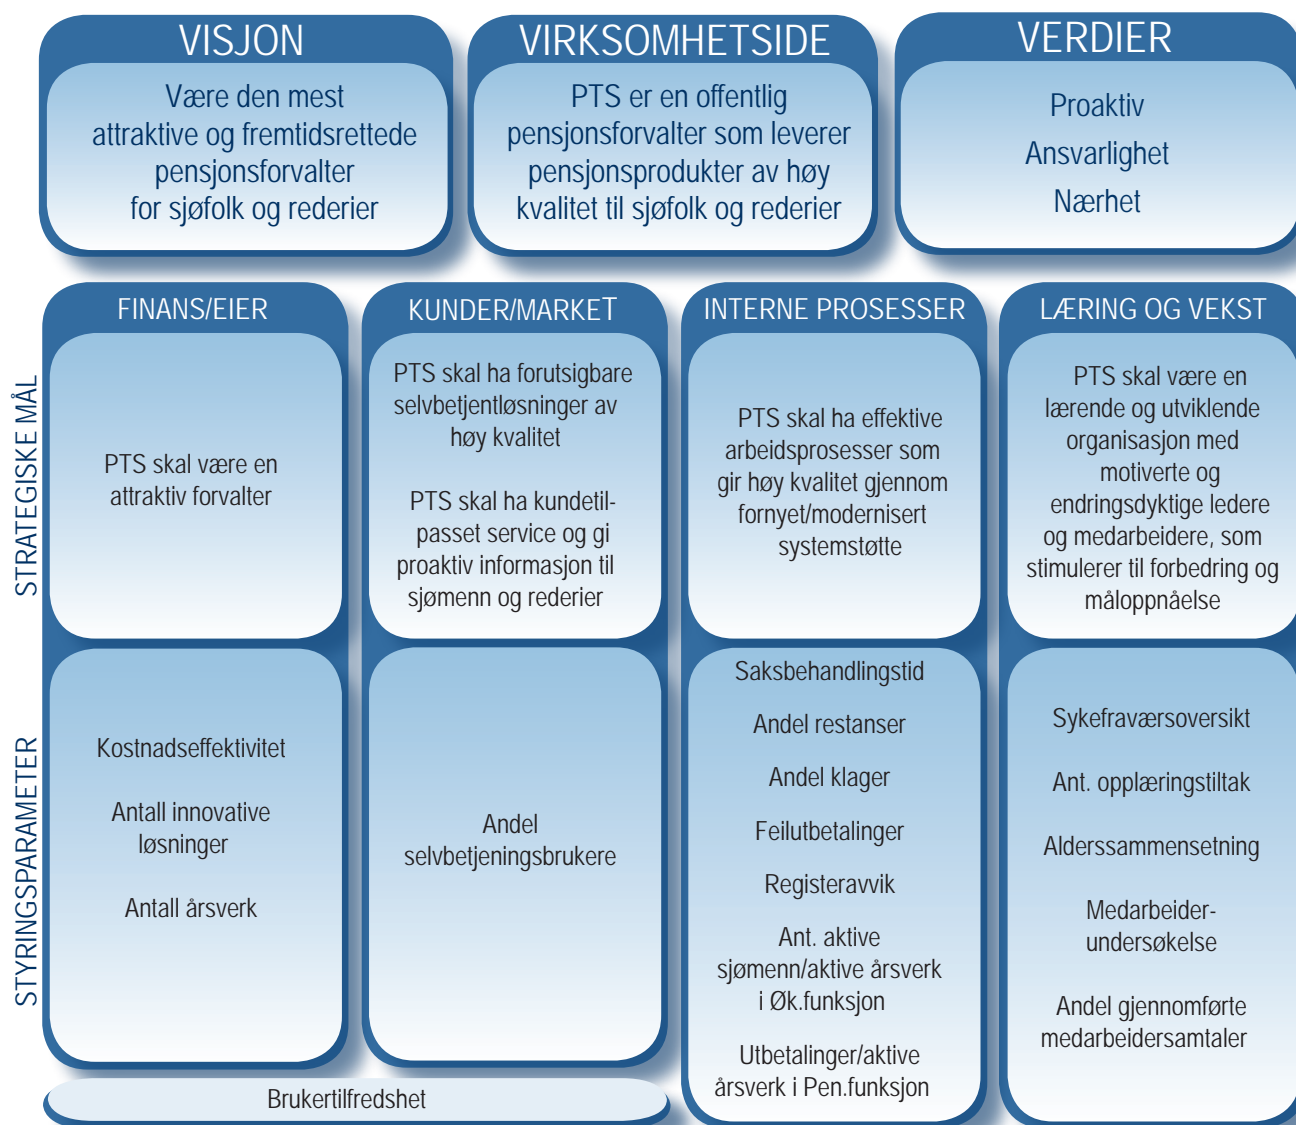 VISJON
Være den mest
attraktive og fremtidsrettede
pensjonsforvalter
for sjøfolk og rederier
VIRKSOMHETSIDE
PTS er en offentlig
pensjonsforvalter som leverer
pensjonsprodukter av høy
kvalitet til sjøfolk og rederier
VERDIER
Proaktiv
Ansvarlighet
Nærhet
STRATEGISKE MÅL
FINANS/EIER
PTS skal være en
attraktiv forvalter
KUNDER/MARKET
PTS skal ha forutsigbare
selvbetjentløsninger av
høy kvalitet
PTS skal ha kundetil-
passet service og gi
proaktiv informasjon til
sjømenn og rederier
INTERNE PROSESSER
PTS skal ha effektive
arbeidsprosesser som
gir høy kvalitet gjennom
fornyet/modernisert
systemstøtte
LÆRING OG VEKST
PTS skal være en
lærende og utviklende
organisasjon med
motiverte og
endringsdyktige ledere
og medarbeidere, som
stimulerer til forbedring og
måloppnåelse
STYRINGSPARAMETER
Kostnadseffektivitet
Antall innovative
løsninger
Antall årsverk
Andel
selvbetjeningsbrukere
Brukertilfredshet
Saksbehandlingstid
Andel restanser
Andel klager
Feilutbetalinger
Registeravvik
Ant. aktive
sjømenn/aktive årsverk
i Øk.funksjon
Utbetalinger/aktive
årsverk i Pen.funksjon
Sykefraværsoversikt
Ant. opplæringstiltak
Alderssammensetning
Medarbeider-
undersøkelse
Andel gjennomførte
medarbeidersamtaler